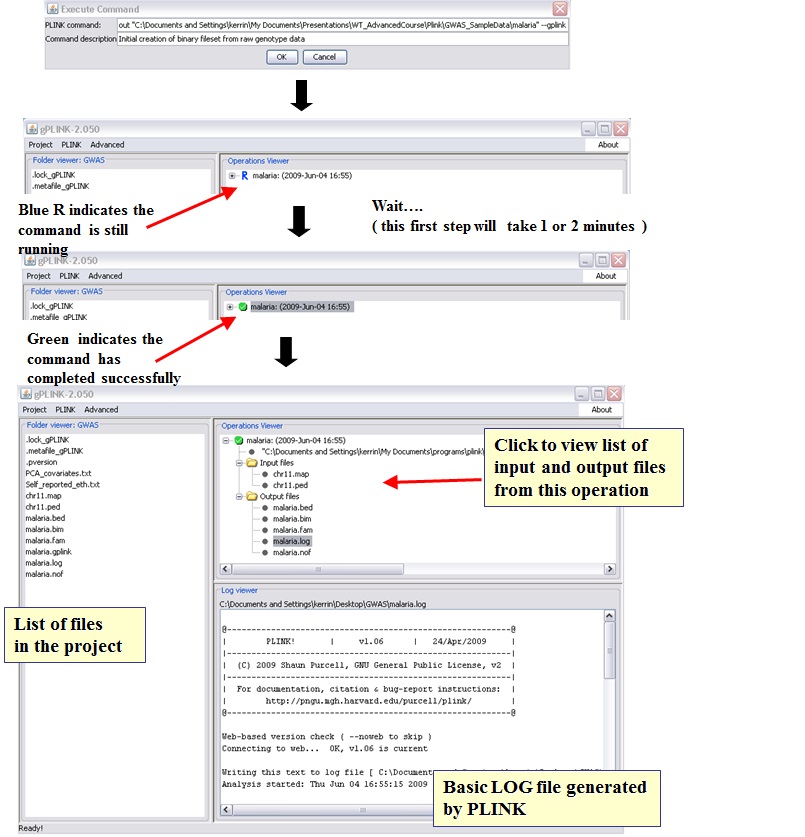 Execute Command
PLINK command: out "C:\Documents and Settings\kerrin\My Documents\Presentations\WT_AdvancedCourse\Plink\GWAS_SampleData\malaria" --gplink
Command description Initial creation of binary fileset from raw genotype data
OK Cancel
gPLINK-2.050
Project PLINK Advanced About
Folder viewer: GWAS
.lock_gPLINK
.metafile_gPLINK
Operations Viewer
R malaria: (2009-Jun-04 16:55)
Blue R indicates the
command is still
running
Wait....
( this first step will take 1 or 2 minutes )
gPLINK-2.050
Project PLINK Advanced About
Folder viewer: GWAS
.lock_gPLINK
.metafile_gPLINK
Operations Viewer
malaria: (2009-Jun-04 16:55)
Green indicates the
command has
completed successfully
gPLINK-2.050
Project PLINK Advanced About
Folder viewer: GWAS
.lock_gPLINK
.metafile_gPLINK
.pversion
PCA_covariates.txt
Self_reported_eth.txt
chr11.map
chr11.ped
malaria.bed
malaria.bim
malaria.fam
malaria.gplink
malaria.log
malaria.nof
List of files
in the project
Operations Viewer
malaria: (2009-Jun-04 16:55)
"C:\Documents and Settings\kerrin\My Documents\programs\plink\
Input files
chr11.map
chr11.ped
Output files
malaria.bed
malaria.bim
malaria.fam
malaria.log
malaria.nof
Click to view list of
input and output files
from this operation
Log viewer
C:\Documents and Settings\kerrin\Desktop\GWAS\malaria.log
@----------------------------------------------------------@
| PLINK! | v1.06 | 24/Apr/2009 |
|----------------------------------------------------------|
| (C) 2009 Shaun Purcell, GNU General Public License, v2 |
|----------------------------------------------------------|
| For documentation, citation & bug-report instructions: |
| http://pngu.mgh.harvard.edu/purcell/plink/ |
@----------------------------------------------------------@
Web-based version check ( --noweb to skip )
Connecting to web... OK, v1.06 is current
Writing this text to log file [ C:\Documents
Analysis started: Thu Jun 04 16:55:15 2009
Basic LOG file generated
by PLINK
Ready!